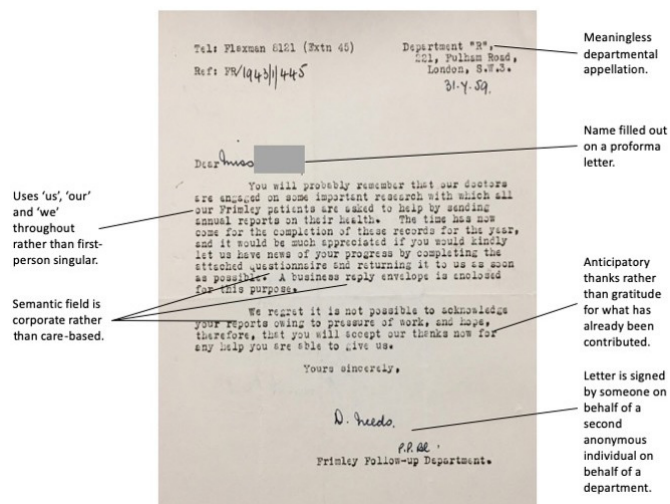 Tel: Flaxman 8121 (Extn 45)
Department "R",
221, Fulham Road,
London, S.W.3.
Ref: FR/1943/1/445
Dear Miss
You will probably remember that our doctors
are engaged on some important research with which all
our Frimley patients are asked to help by sending
annual reports on their health. The time has now
come for the completion of these records for the year,
and it would be much appreciated if you would kindly
let us have news of your progress by completing the
attached questionnaire and returning it to us as soon
as possible. A business reply envelope is enclosed
for this purpose.
We regret it is not possible to acknowledge
your reports owing to pressure of work, and hope,
therefore, that you will accept our thanks now for
any help you are able to give us.
Yours sincerely,
D. Needs.
Frimley Follow-up Department.
Uses ‘us’, ‘our’
and ‘we’
throughout
rather than first-
person singular.
Semantic field is
corporate rather
than care-based.
Meaningless
departmental
appellation.
Name filled out
on a proforma
letter.
Anticipatory
thanks rather
than gratitude
for what has
already been
contributed.
Letter is signed
by someone on
behalf of a
second
anonymous
individual on
behalf of a
department.